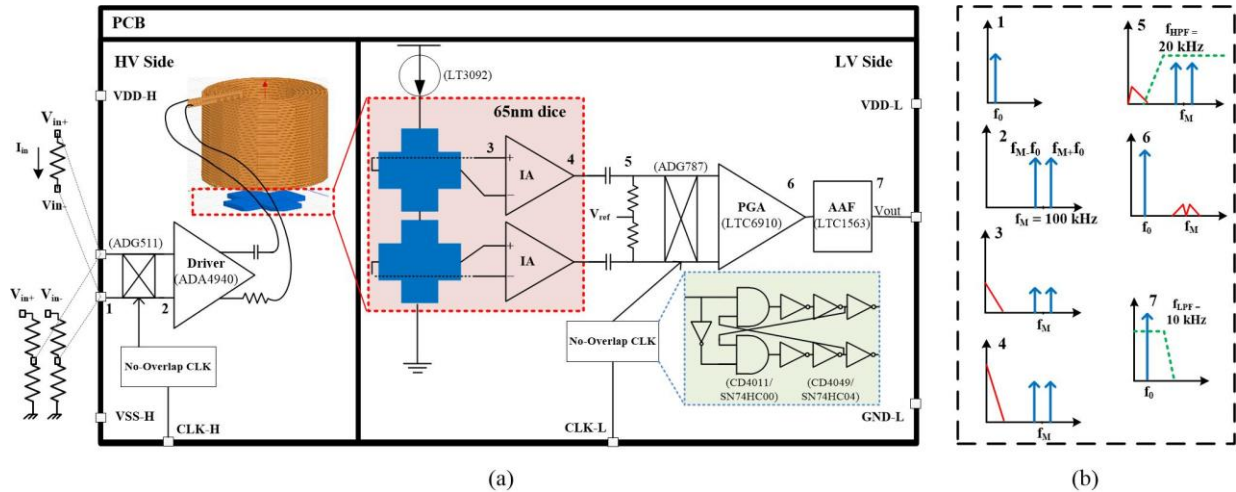 PCB
HV Side
LV Side
VDD-H
VDD-L
(LT3092)
65nm dice
Vin+
Iin
Vin-
3
4
5
(ADG787)
+
IA
−
6
7
PGA
(LTC6910)
AAF
(LTC1563)
Vout
Vref
(ADG511)
Driver
(ADA4940)
+
IA
−
Vin+ Vin-
1
2
No-Overlap CLK
No-Overlap CLK
(CD4011/
SN74HC00)
(CD4049/
SN74HC04)
VSS-H
GND-L
CLK-H
CLK-L
(a)
1
f0
2
fM-f0
fM+f0
fM = 100 kHz
3
fM
4
fM
5
fHPF =
20 kHz
fM
6
f0
fM
7
fLPF =
10 kHz
f0
(b)